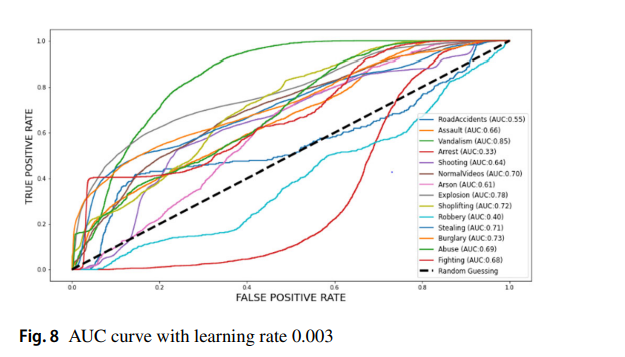 1.0
0.8
0.6
0.4
0.2
0.0
TRUE POSITIVE RATE
0.0 0.2 0.4 0.6 0.8 1.0
FALSE POSITIVE RATE
RoadAccidents (AUC:0.55)
Assault (AUC:0.66)
Vandalism (AUC:0.85)
Arrest (AUC:0.33)
Shooting (AUC:0.64)
NormalVideos (AUC:0.70)
Arson (AUC:0.61)
Explosion (AUC:0.78)
Shoplifting (AUC:0.72)
Robbery (AUC:0.40)
Stealing (AUC:0.71)
Burglary (AUC:0.73)
Abuse (AUC:0.69)
Fighting (AUC:0.68)
Random Guessing
Fig. 8 AUC curve with learning rate 0.003